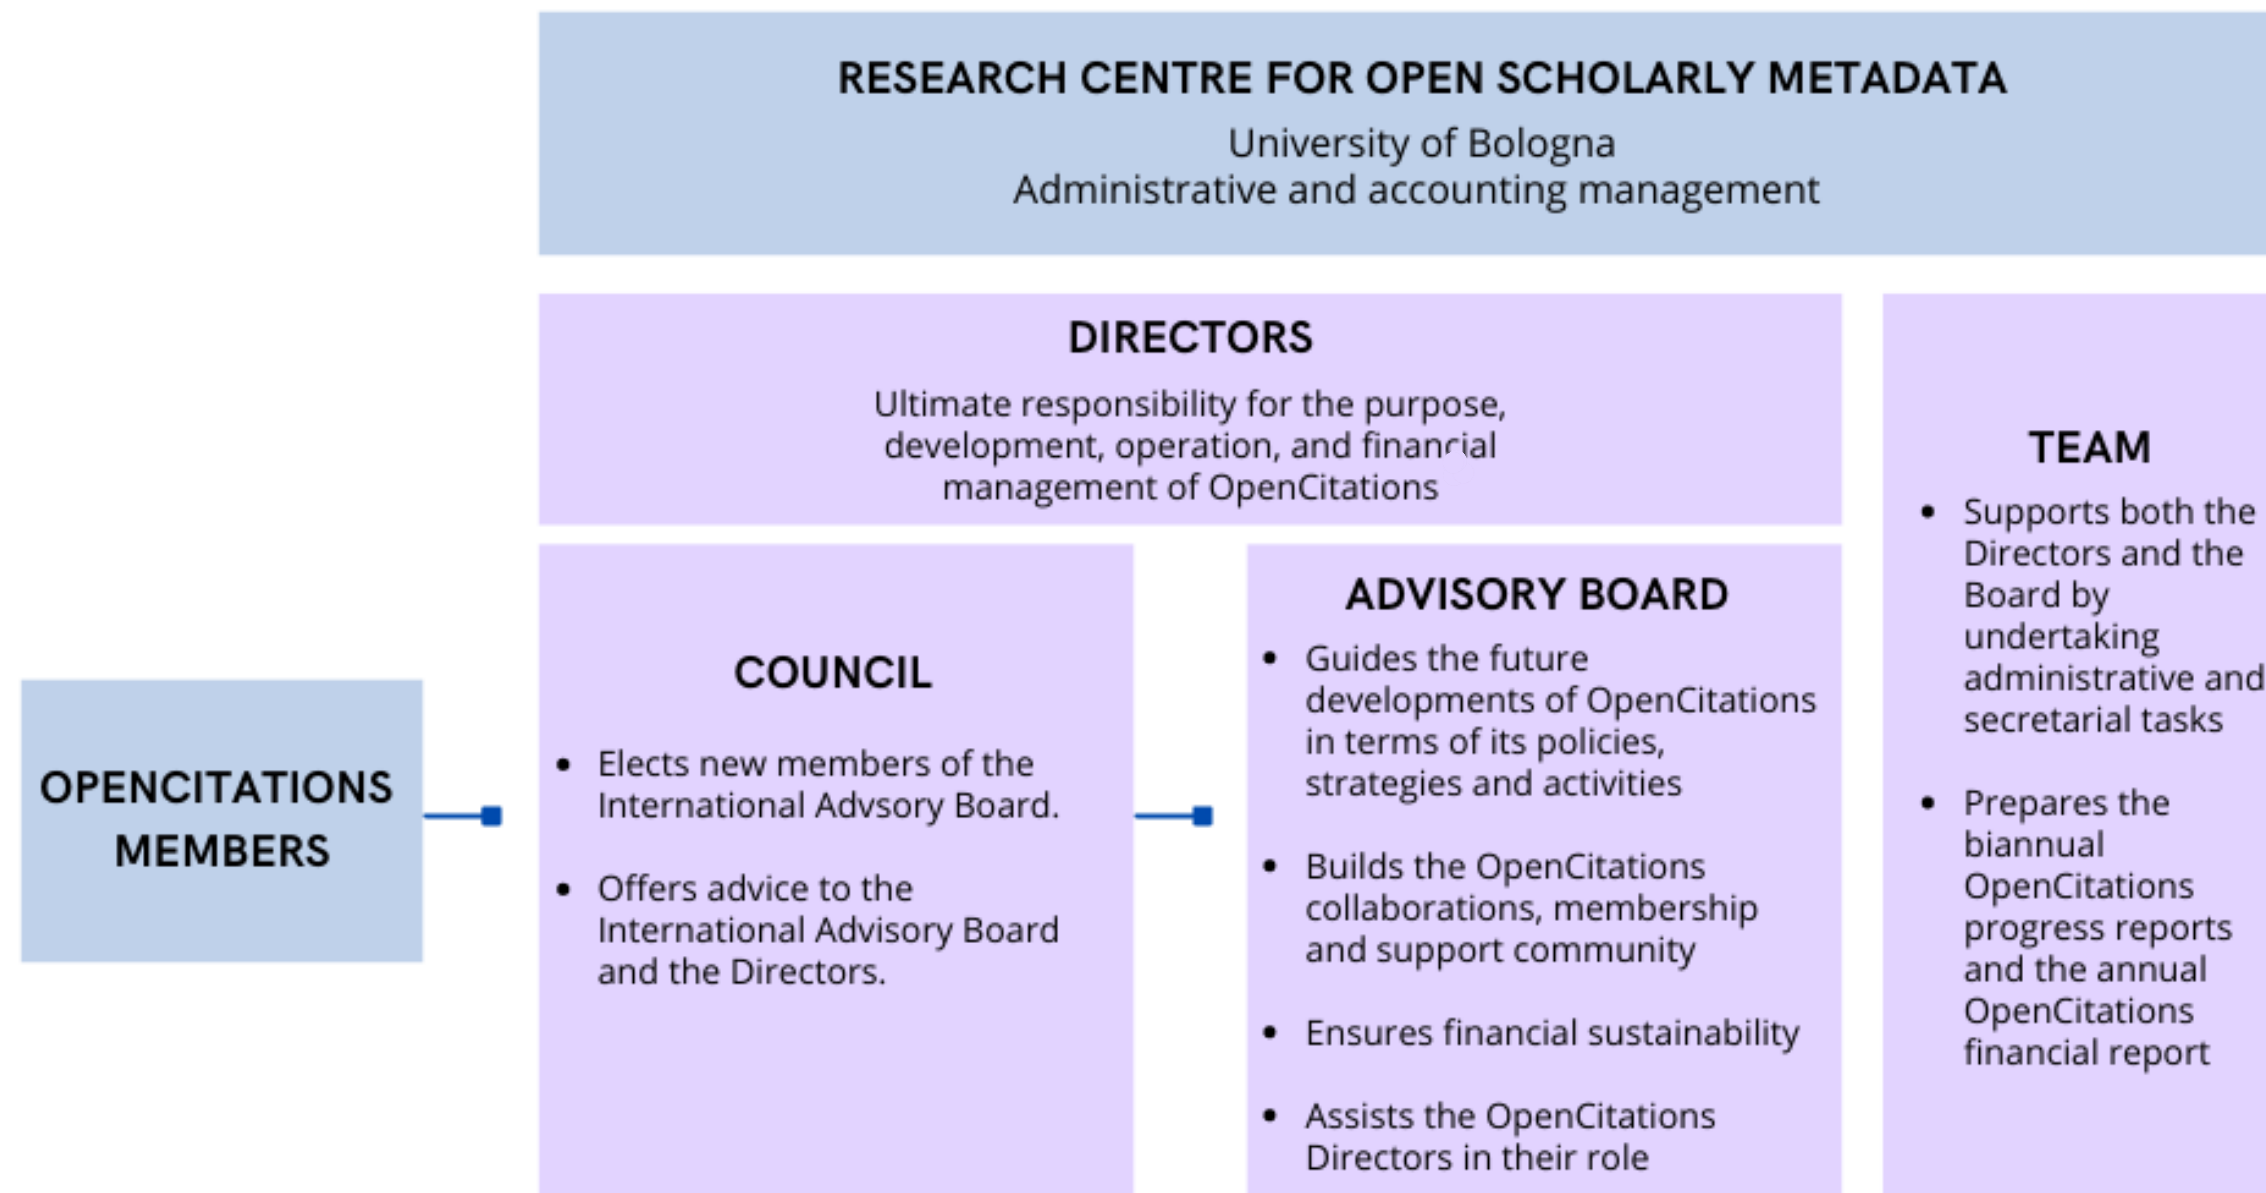 RESEARCH CENTRE FOR OPEN SCHOLARLY METADATA
University of Bologna
Administrative and accounting management
DIRECTORS
Ultimate responsibility for the purpose,
development, operation, and financial
management of OpenCitations
OPENCITATIONS
MEMBERS
COUNCIL
• Elects new members of the
International Advsory Board.
• Offers advice to the
International Advisory Board
and the Directors.
ADVISORY BOARD
• Guides the future
developments of OpenCitations
in terms of its policies,
strategies and activities
• Builds the OpenCitations
collaborations, membership
and support community
• Ensures financial sustainability
• Assists the OpenCitations
Directors in their role
TEAM
• Supports both the
Directors and the
Board by
undertaking
administrative and
secretarial tasks
• Prepares the
biannual
OpenCitations
progress reports
and the annual
OpenCitations
financial report